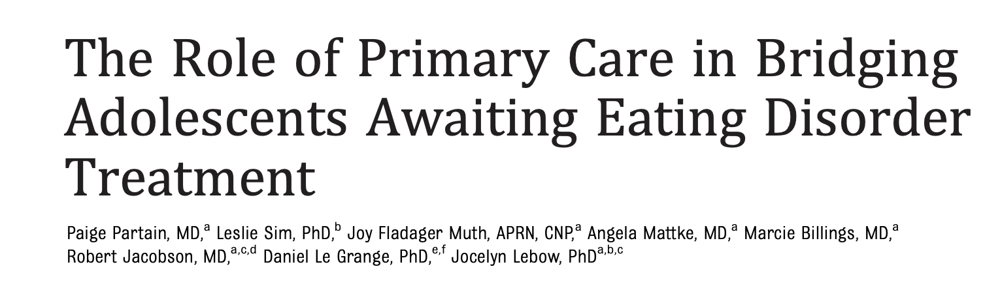 The Role of Primary Care in Bridging
Adolescents Awaiting Eating Disorder
Treatment
Paige Partain, MD,ᵃ Leslie Sim, PhD,ᵇ Joy Fladager Muth, APRN, CNP,ᵃ Angela Mattke, MD,ᵃ Marcie Billings, MD,ᵃ
Robert Jacobson, MD,ᵃ,ᶜ,ᵈ Daniel Le Grange, PhD,ᵉ,ᶠ Jocelyn Lebow, PhDᵃ,ᵇ,ᶜ